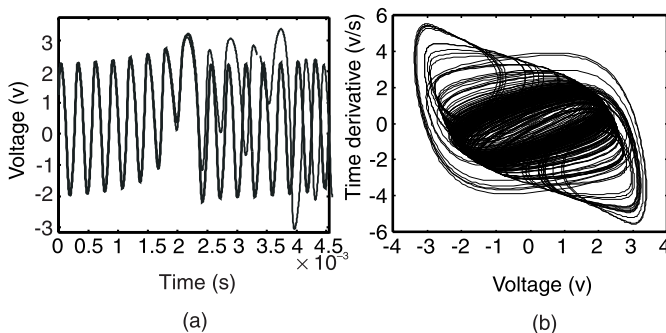 3
2
1
0
-1
-2
-3
Voltage (v)
0 0.5 1 1.5 2 2.5 3 3.5 4 4.5
× 10⁻³
Time (s)
(a)
6
4
2
0
-2
-4
-6
Time derivative (v/s)
-4 -3 -2 -1 0 1 2 3 4
Voltage (v)
(b)